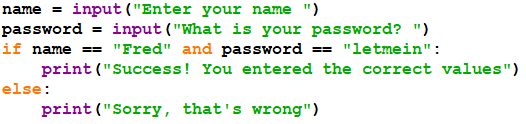 name = input("Enter your name ")
password = input("What is your password? ")
if name == "Fred" and password == "letmein":
    print("Success! You entered the correct values")
else:
    print("Sorry, that's wrong")